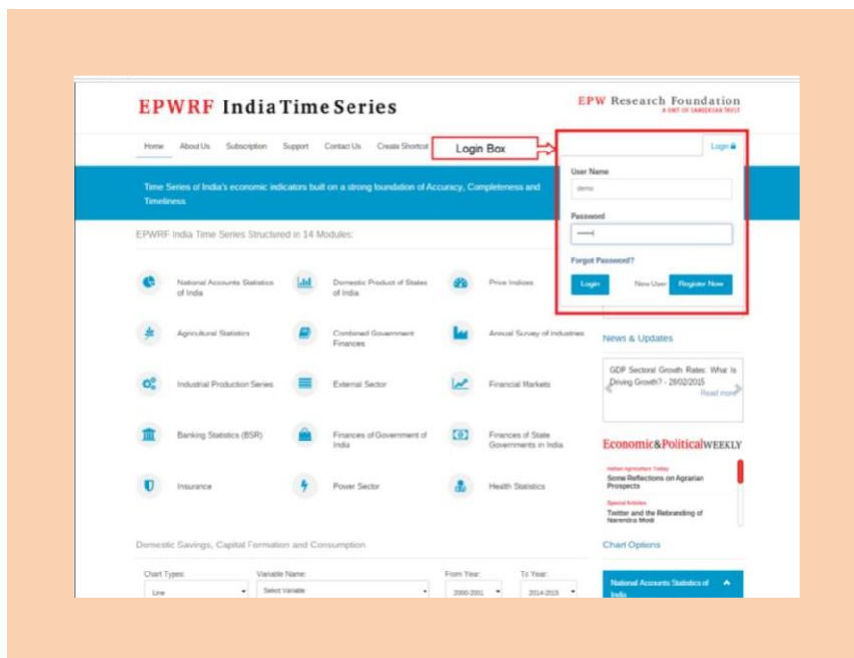 EPWRF India Time Series
EPW Research Foundation
A UNIT OF SAMEEKSHA TRUST
Home About Us Subscription Support Contact Us Create Shortcut
Login Box
Login
Time Series of India's economic indicators built on a strong foundation of Accuracy, Completeness and
Timeliness
User Name
demo
Password
Forgot Password?
Login New User Register Now
EPWRF India Time Series Structured in 14 Modules:
National Accounts Statistics
of India
Domestic Product of States
of India
Price Indices
Agricultural Statistics
Combined Government
Finances
Annual Survey of Industries
Industrial Production Series
External Sector
Financial Markets
Banking Statistics (BSR)
Finances of Government of
India
Finances of State
Governments in India
Insurance
Power Sector
Health Statistics
News & Updates
GDP Sectoral Growth Rates: What Is
Driving Growth? - 28/02/2015
Read more
Economic&PoliticalWEEKLY
Indian Agriculture Today
Some Reflections on Agrarian
Prospects
Special Articles
Twitter and the Rebranding of
Narendra Modi
Domestic Savings, Capital Formation and Consumption
Chart Options
Chart Types: Variable Name: From Year: To Year:
Line Select Variable 2000-2001 2014-2015
National Accounts Statistics of
India